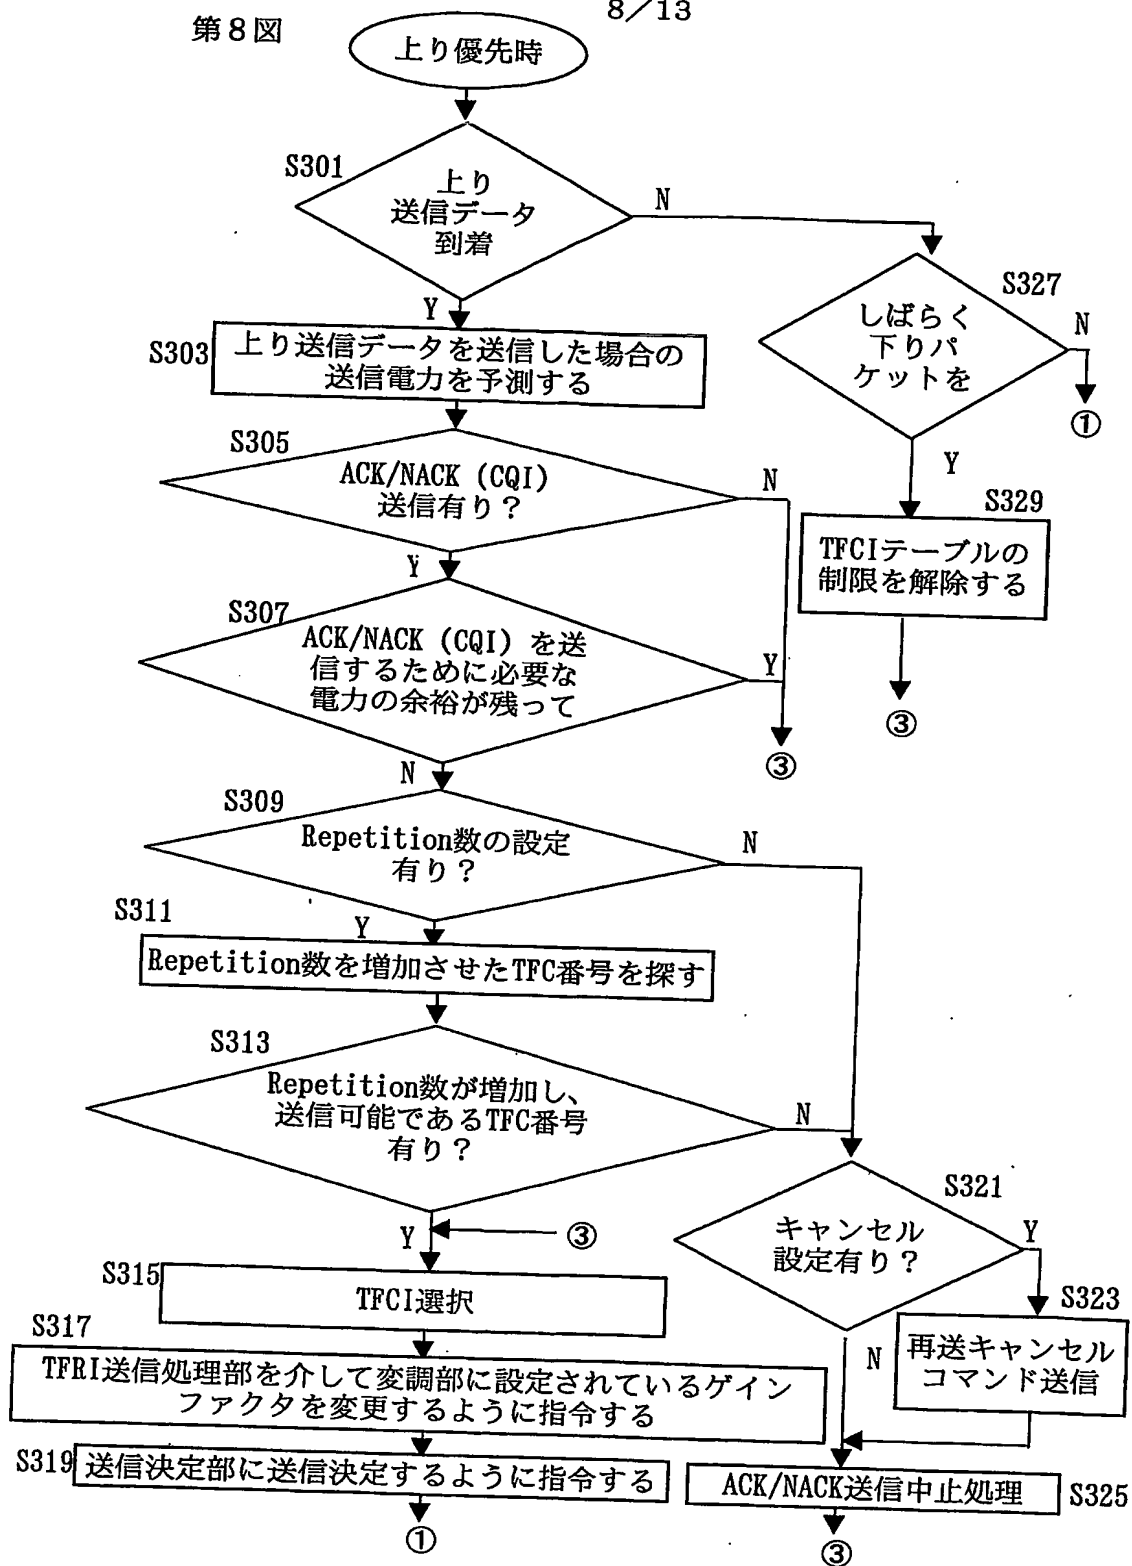 第8図
8/13
上り優先時
S301
上り
送信データ
到着
N
Y
S327
しばらく
下りパ
ケットを
N
①
Y
S303
上り送信データを送信した場合の
送信電力を予測する
S305
ACK/NACK (CQI)
送信有り?
N
Y
S329
TFCIテーブルの
制限を解除する
③
S307
ACK/NACK (CQI) を送
信するために必要な
電力の余裕が残って
Y
③
N
S309
Repetition数の設定
有り?
N
Y
S311
Repetition数を増加させたTFC番号を探す
S313
Repetition数が増加し、
送信可能であるTFC番号
有り?
N
Y
③
S315
TFCI選択
S317
TFRI送信処理部を介して変調部に設定されているゲイン
ファクタを変更するように指令する
S319
送信決定部に送信決定するように指令する
①
S321
キャンセル
設定有り?
Y
N
S323
再送キャンセル
コマンド送信
ACK/NACK送信中止処理
S325
③